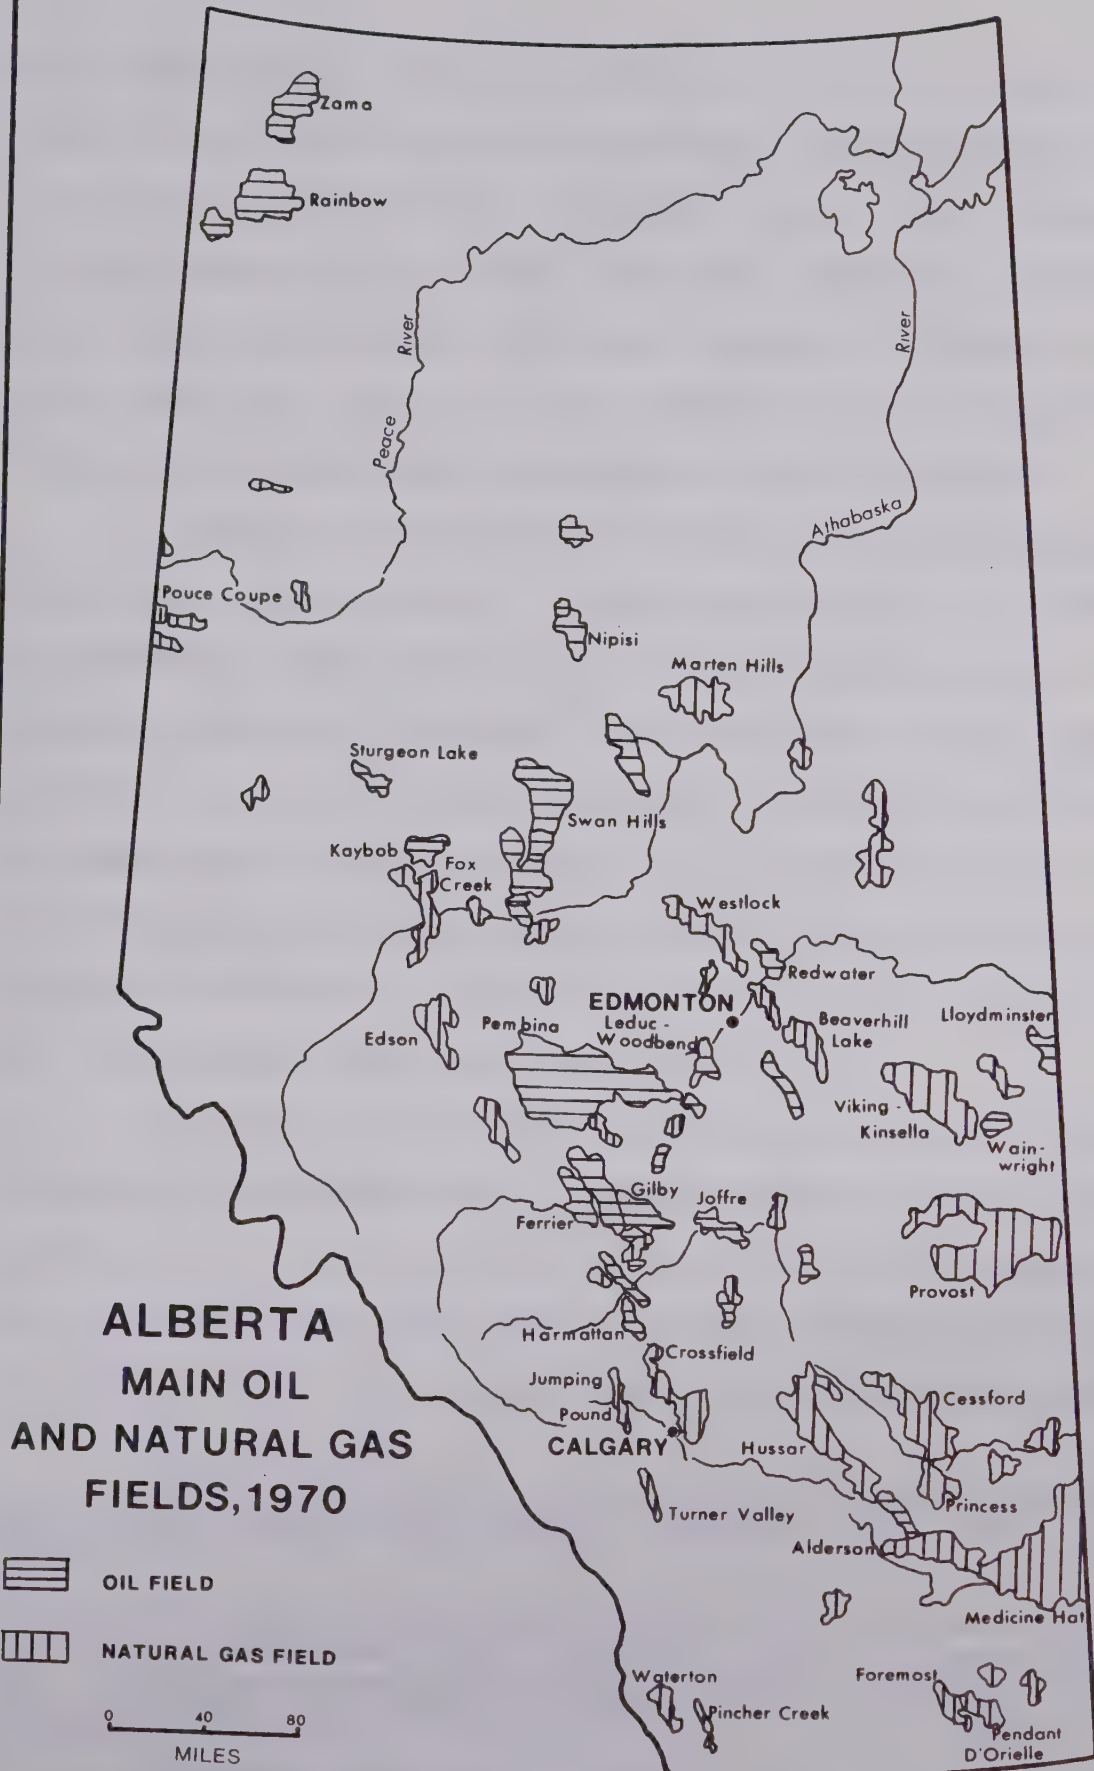 Zama
Rainbow
River
Peace
River
Athabaska
Pouce Coupe
Nipisi
Marten Hills
Sturgeon Lake
Swan Hills
Kaybob
Fox
Creek
Westlock
Redwater
EDMONTON
Leduc -
Woodbend
Beaverhill
Lake
Lloydminster
Edson
Pembina
Viking -
Kinsella
Wain-
wright
Gilby
Joffre
Ferrier
Provost
Harmattan
Crossfield
Jumping
Pound
CALGARY
Cessford
Hussar
Princess
Turner Valley
Alderson
Medicine Hat
Waterton
Pincher Creek
Foremost
Pendant
D'Orielle
ALBERTA
MAIN OIL
AND NATURAL GAS
FIELDS, 1970
OIL FIELD
NATURAL GAS FIELD
0 40 80
MILES